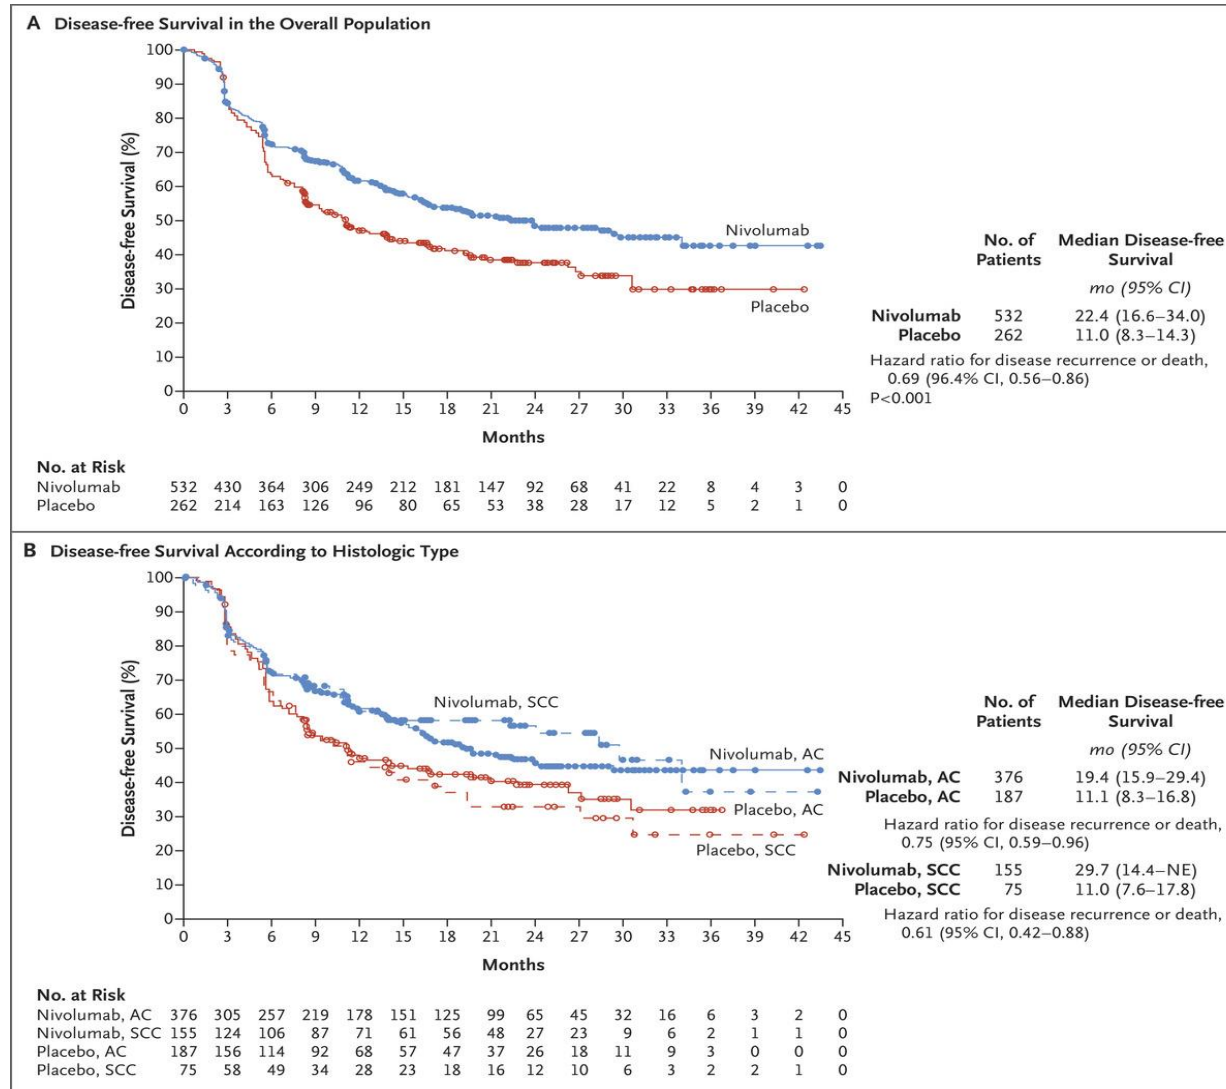 A Disease-free Survival in the Overall Population
Disease-free Survival (%)
100
90
80
70
60
50
40
30
20
10
0
0 3 6 9 12 15 18 21 24 27 30 33 36 39 42 45
Months
Nivolumab
Placebo
No. of Patients
Median Disease-free Survival
mo (95% CI)
Nivolumab 532 22.4 (16.6–34.0)
Placebo 262 11.0 (8.3–14.3)
Hazard ratio for disease recurrence or death,
0.69 (96.4% CI, 0.56–0.86)
P<0.001
No. at Risk
Nivolumab 532 430 364 306 249 212 181 147 92 68 41 22 8 4 3 0
Placebo 262 214 163 126 96 80 65 53 38 28 17 12 5 2 1 0
B Disease-free Survival According to Histologic Type
Disease-free Survival (%)
100
90
80
70
60
50
40
30
20
10
0
0 3 6 9 12 15 18 21 24 27 30 33 36 39 42 45
Months
Nivolumab, SCC
Nivolumab, AC
Placebo, AC
Placebo, SCC
No. of Patients
Median Disease-free Survival
mo (95% CI)
Nivolumab, AC 376 19.4 (15.9–29.4)
Placebo, AC 187 11.1 (8.3–16.8)
Hazard ratio for disease recurrence or death,
0.75 (95% CI, 0.59–0.96)
Nivolumab, SCC 155 29.7 (14.4–NE)
Placebo, SCC 75 11.0 (7.6–17.8)
Hazard ratio for disease recurrence or death,
0.61 (95% CI, 0.42–0.88)
No. at Risk
Nivolumab, AC 376 305 257 219 178 151 125 99 65 45 32 16 6 3 2 0
Nivolumab, SCC 155 124 106 87 71 61 56 48 27 23 9 6 2 1 1 0
Placebo, AC 187 156 114 92 68 57 47 37 26 18 11 9 3 0 0 0
Placebo, SCC 75 58 49 34 28 23 18 16 12 10 6 3 2 2 1 0